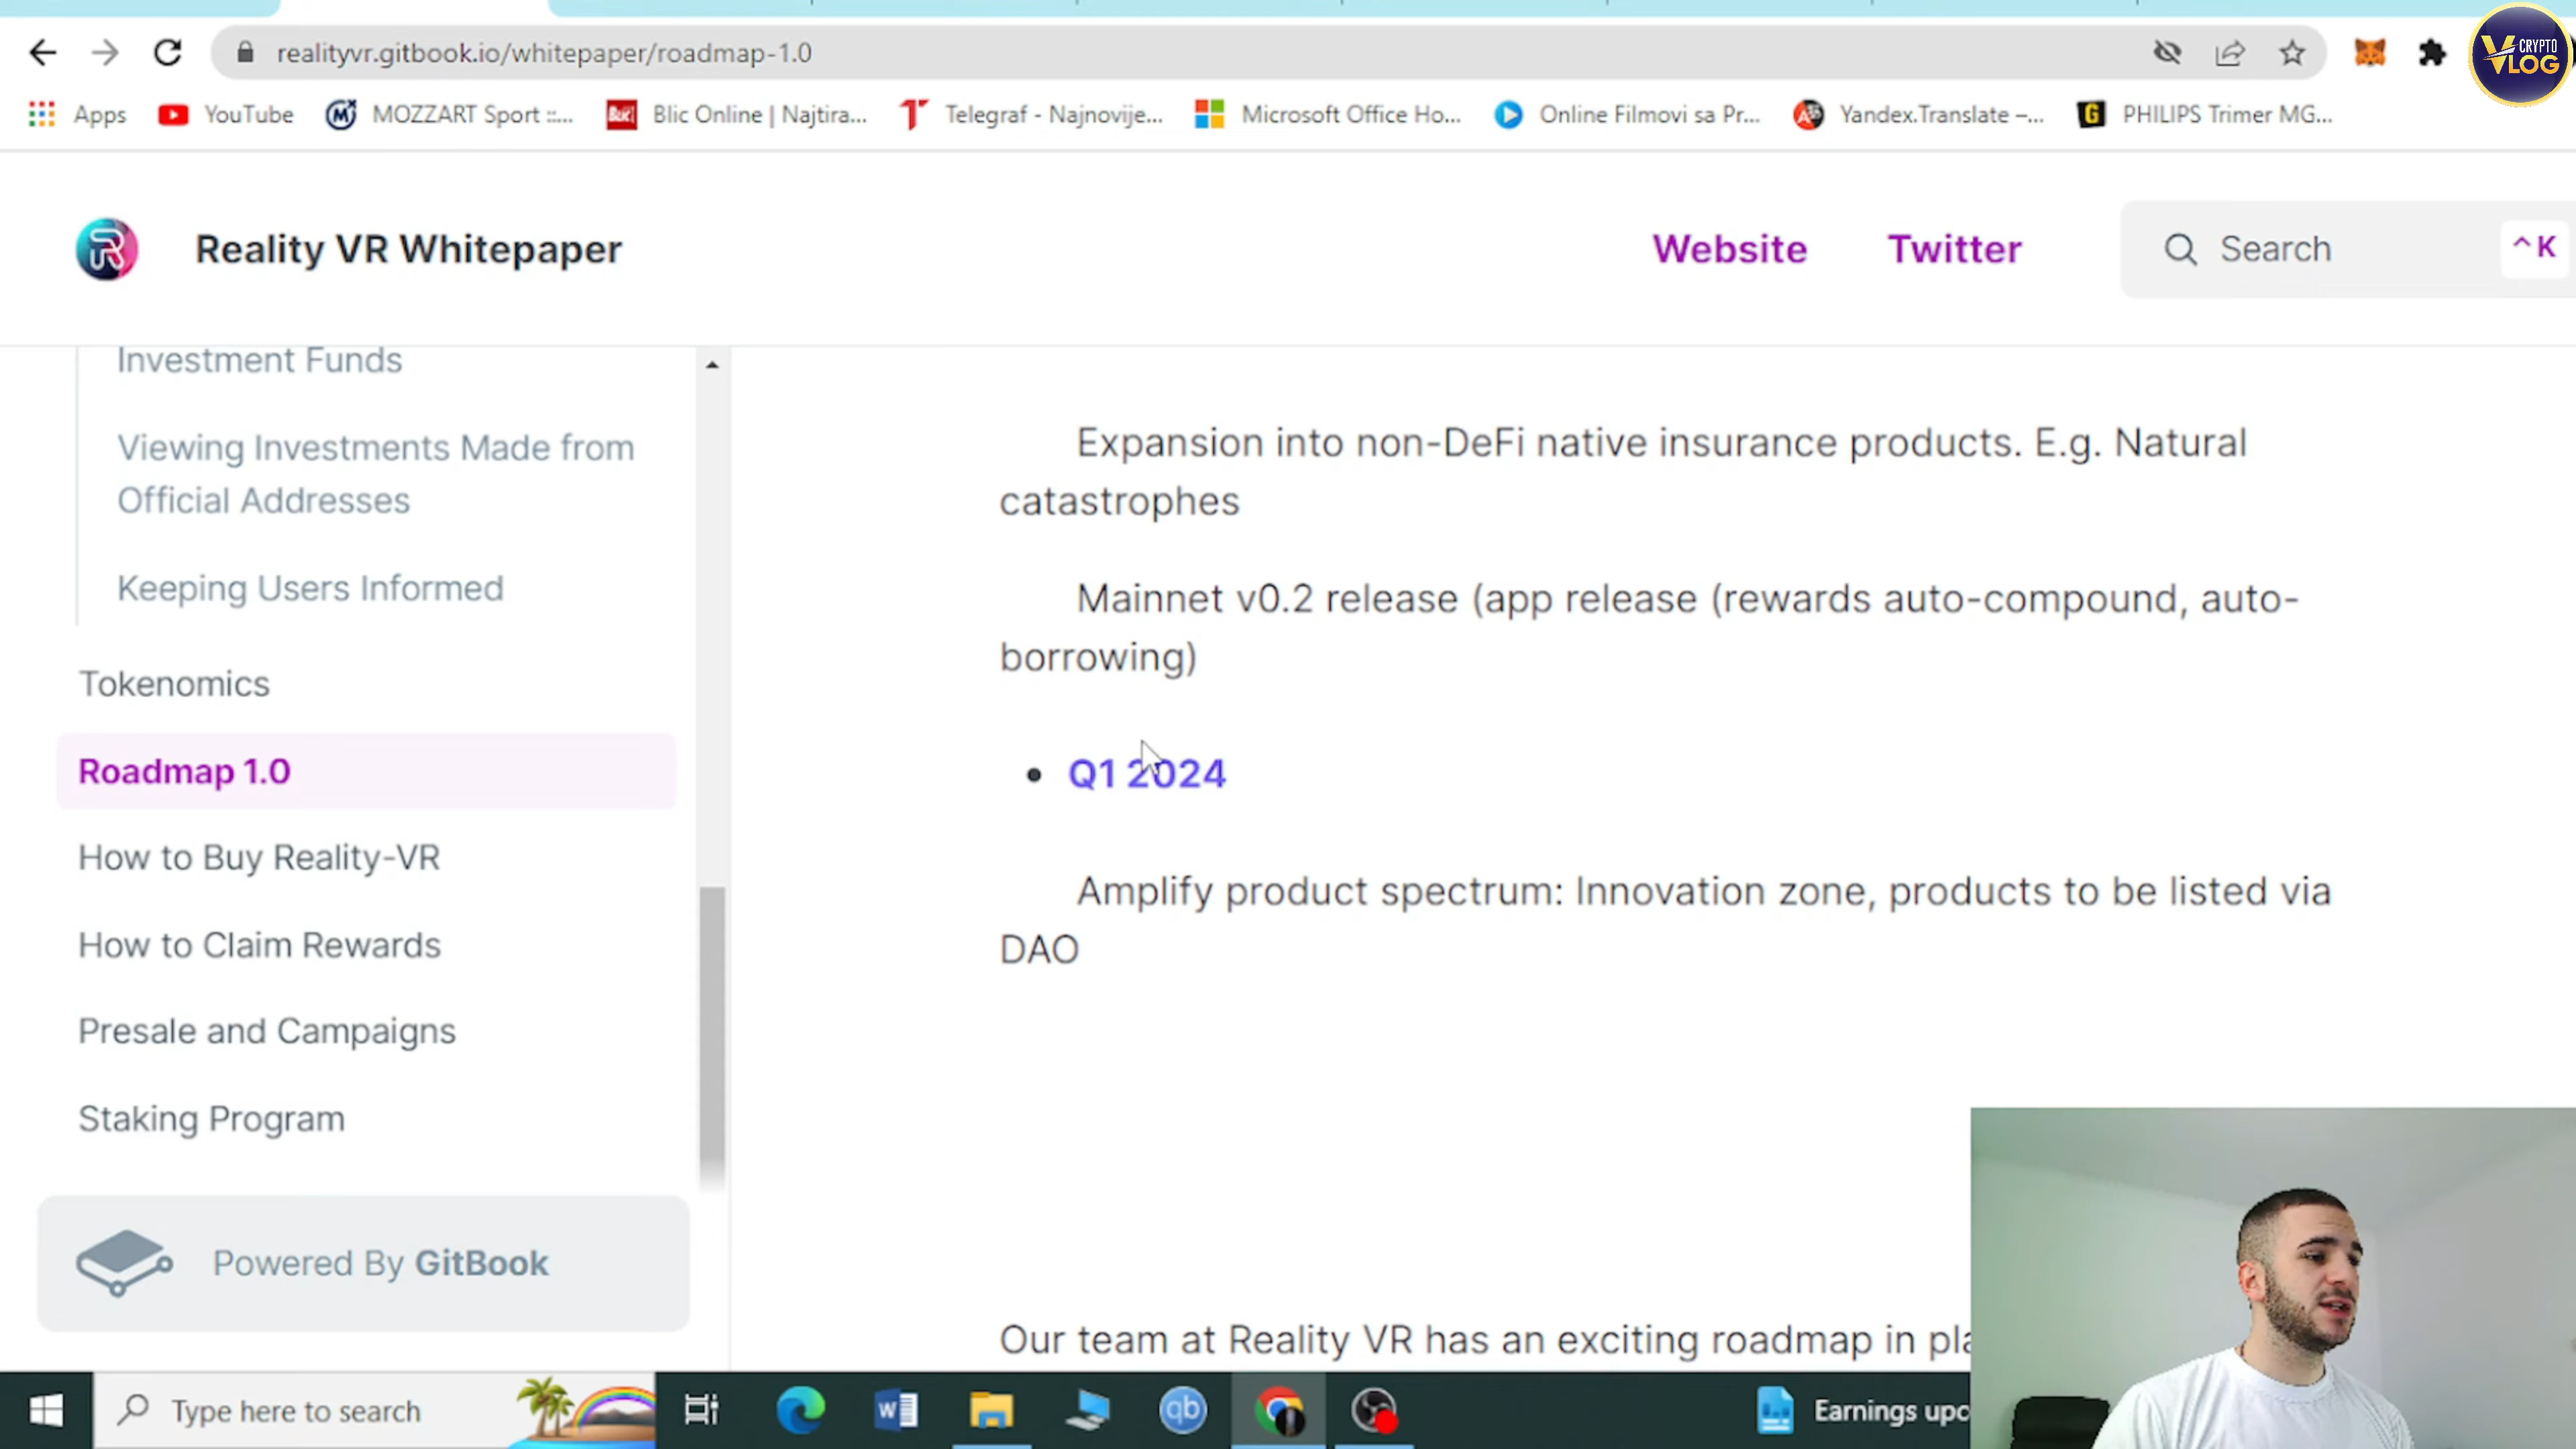 realityvr.gitbook.io/whitepaper/roadmap-1.0
CRYPTO
VLOG
Apps YouTube MOZZART Sport ::... Blic Online | Najtira... Telegraf - Najnovije... Microsoft Office Ho... Online Filmovi sa Pr... Yandex.Translate –... PHILIPS Trimer MG...
Reality VR Whitepaper
Website Twitter Search ^K
Investment Funds
Viewing Investments Made from
Official Addresses
Keeping Users Informed
Tokenomics
Roadmap 1.0
How to Buy Reality-VR
How to Claim Rewards
Presale and Campaigns
Staking Program
Powered By GitBook
Expansion into non-DeFi native insurance products. E.g. Natural
catastrophes
Mainnet v0.2 release (app release (rewards auto-compound, auto-
borrowing)
• Q1 2024
Amplify product spectrum: Innovation zone, products to be listed via
DAO
Our team at Reality VR has an exciting roadmap in pla
Type here to search
W
qb
Earnings upc